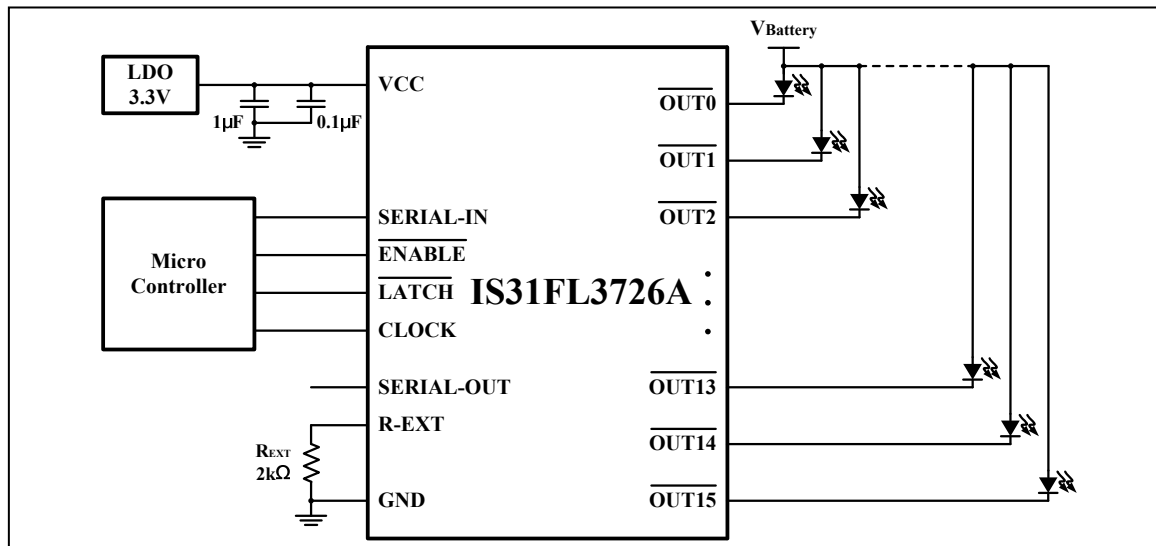 VBattery
LDO
3.3V
VCC
OUT0
1µF
0.1µF
OUT1
SERIAL-IN
OUT2
ENABLE
Micro
Controller
LATCH
IS31FL3726A
CLOCK
SERIAL-OUT
OUT13
R-EXT
OUT14
REXT
2kΩ
GND
OUT15